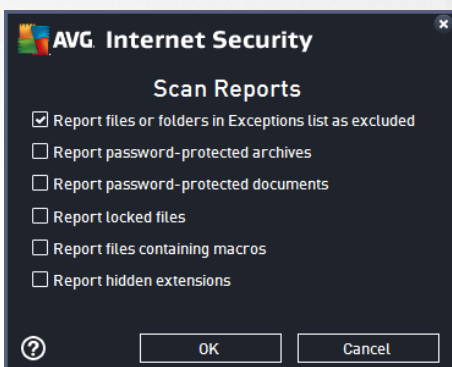 AVG Internet Security
Scan Reports
Report files or folders in Exceptions list as excluded
Report password-protected archives
Report password-protected documents
Report locked files
Report files containing macros
Report hidden extensions
?
OK
Cancel